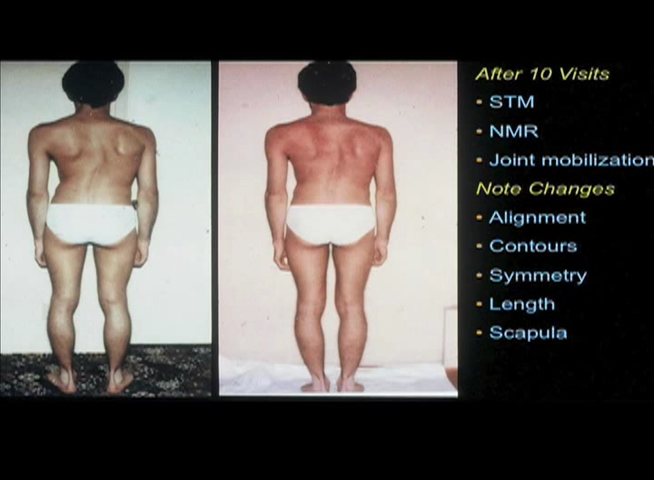 After 10 Visits
• STM
• NMR
• Joint mobilization
Note Changes
• Alignment
• Contours
• Symmetry
• Length
• Scapula